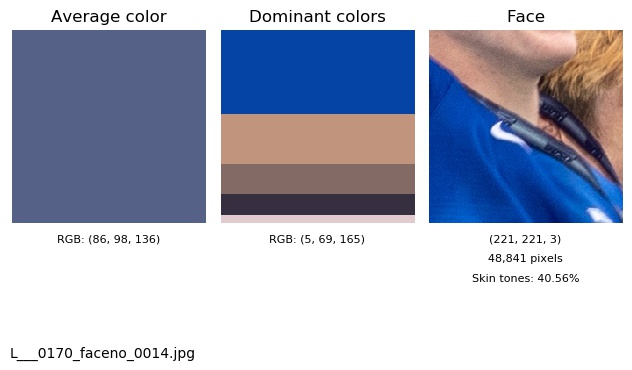 Average color
Dominant colors
Face
RGB: (86, 98, 136)
RGB: (5, 69, 165)
(221, 221, 3)
48,841 pixels
Skin tones: 40.56%
L___0170_faceno_0014.jpg